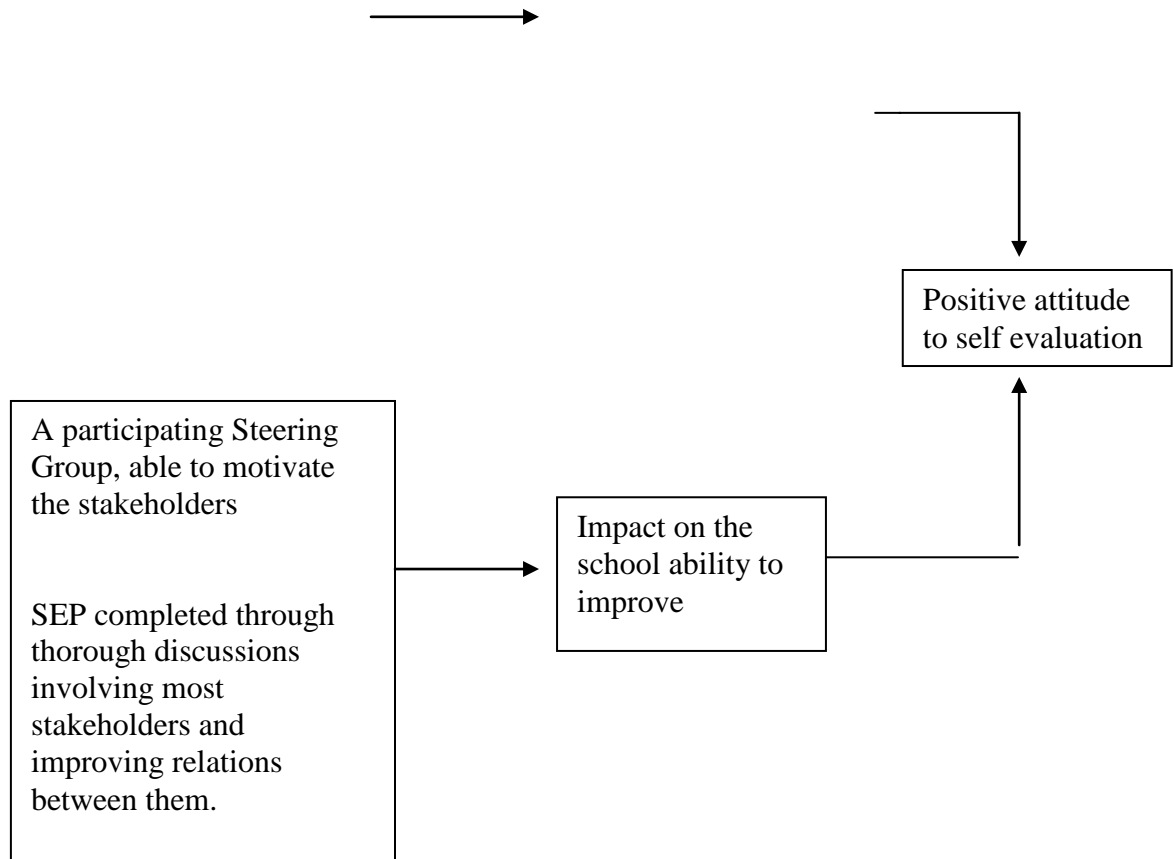 Positive attitude
to self evaluation
A participating Steering
Group, able to motivate
the stakeholders
SEP completed through
thorough discussions
involving most
stakeholders and
improving relations
between them.
Impact on the
school ability to
improve